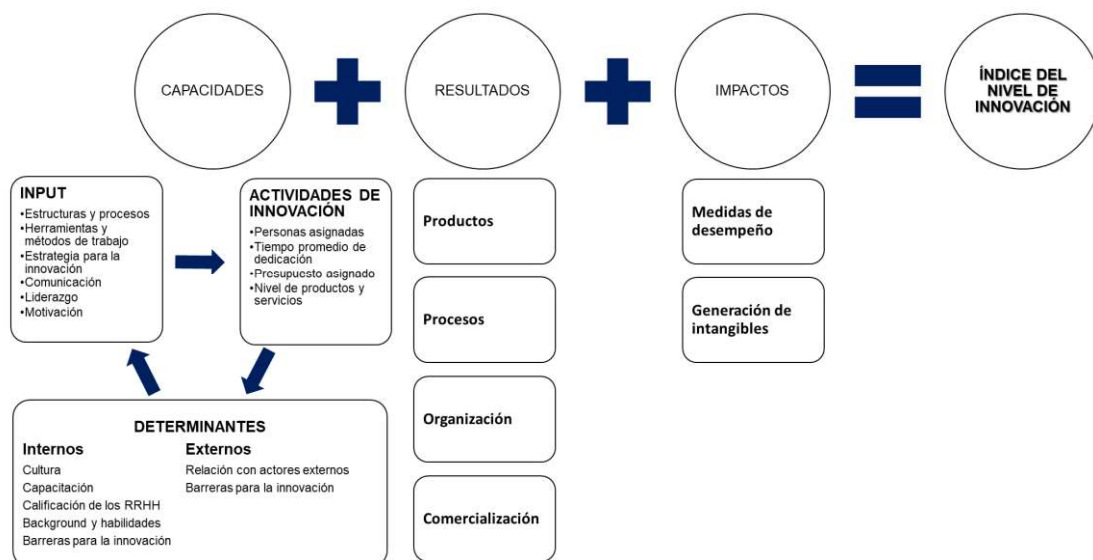 CAPACIDADES
RESULTADOS
IMPACTOS
ÍNDICE DEL
NIVEL DE
INNOVACIÓN
INPUT
•Estructuras y procesos
•Herramientas y
métodos de trabajo
•Estrategia para la
innovación
•Comunicación
•Liderazgo
•Motivación
ACTIVIDADES DE
INNOVACIÓN
•Personas asignadas
•Tiempo promedio de
dedicación
•Presupuesto asignado
•Nivel de productos y
servicios
DETERMINANTES
Internos
Cultura
Capacitación
Calificación de los RRHH
Background y habilidades
Barreras para la innovación
Externos
Relación con actores externos
Barreras para la innovación
Productos
Procesos
Organización
Comercialización
Medidas de
desempeño
Generación de
intangibles